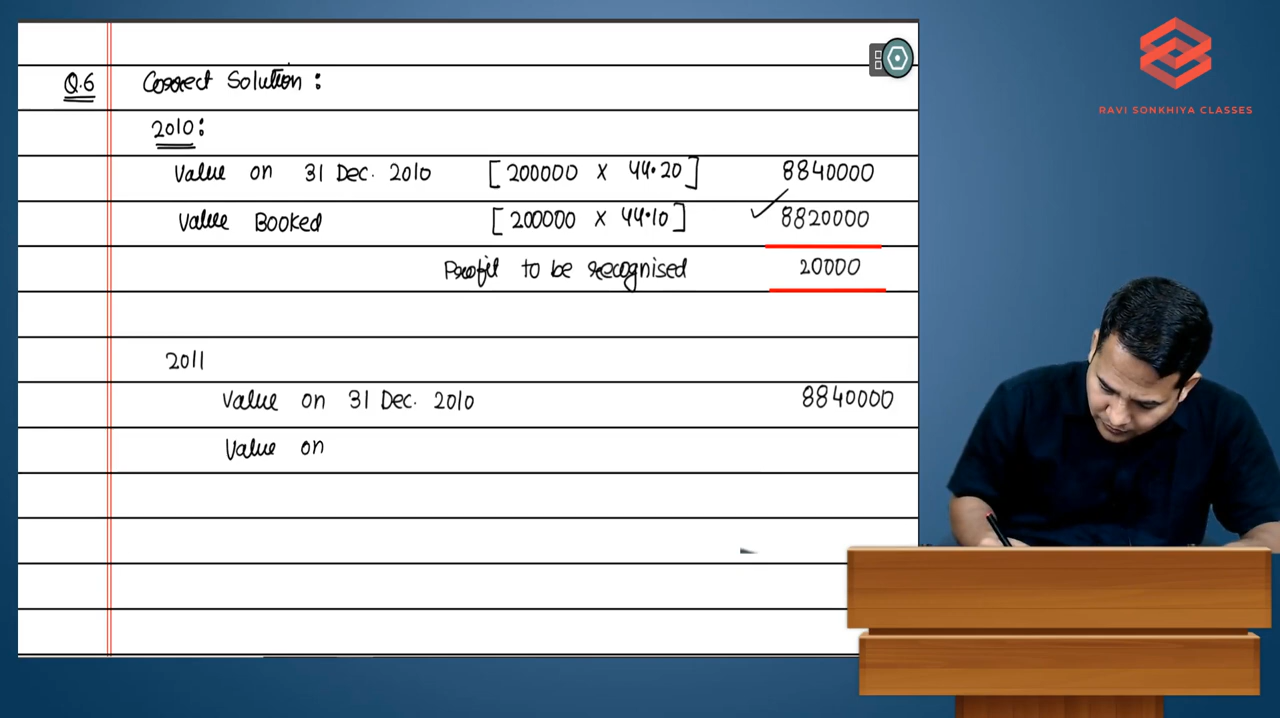 RAVI SONKHIYA CLASSES
Q.6 Correct Solution :
2010:
Value on 31 Dec. 2010 [200000 x 44.20] 8840000
Value Booked [200000 x 44.10] 8820000
Profit to be recognised 20000
2011
Value on 31 Dec. 2010 8840000
Value on